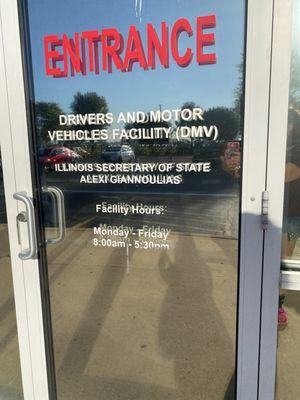 ENTRANCE
DRIVERS AND MOTOR
VEHICLES FACILITY (DMV)
ILLINOIS SECRETARY OF STATE
ALEXI GIANNOULIAS
Facility Hours:
Monday - Friday
8:00am - 5:30pm